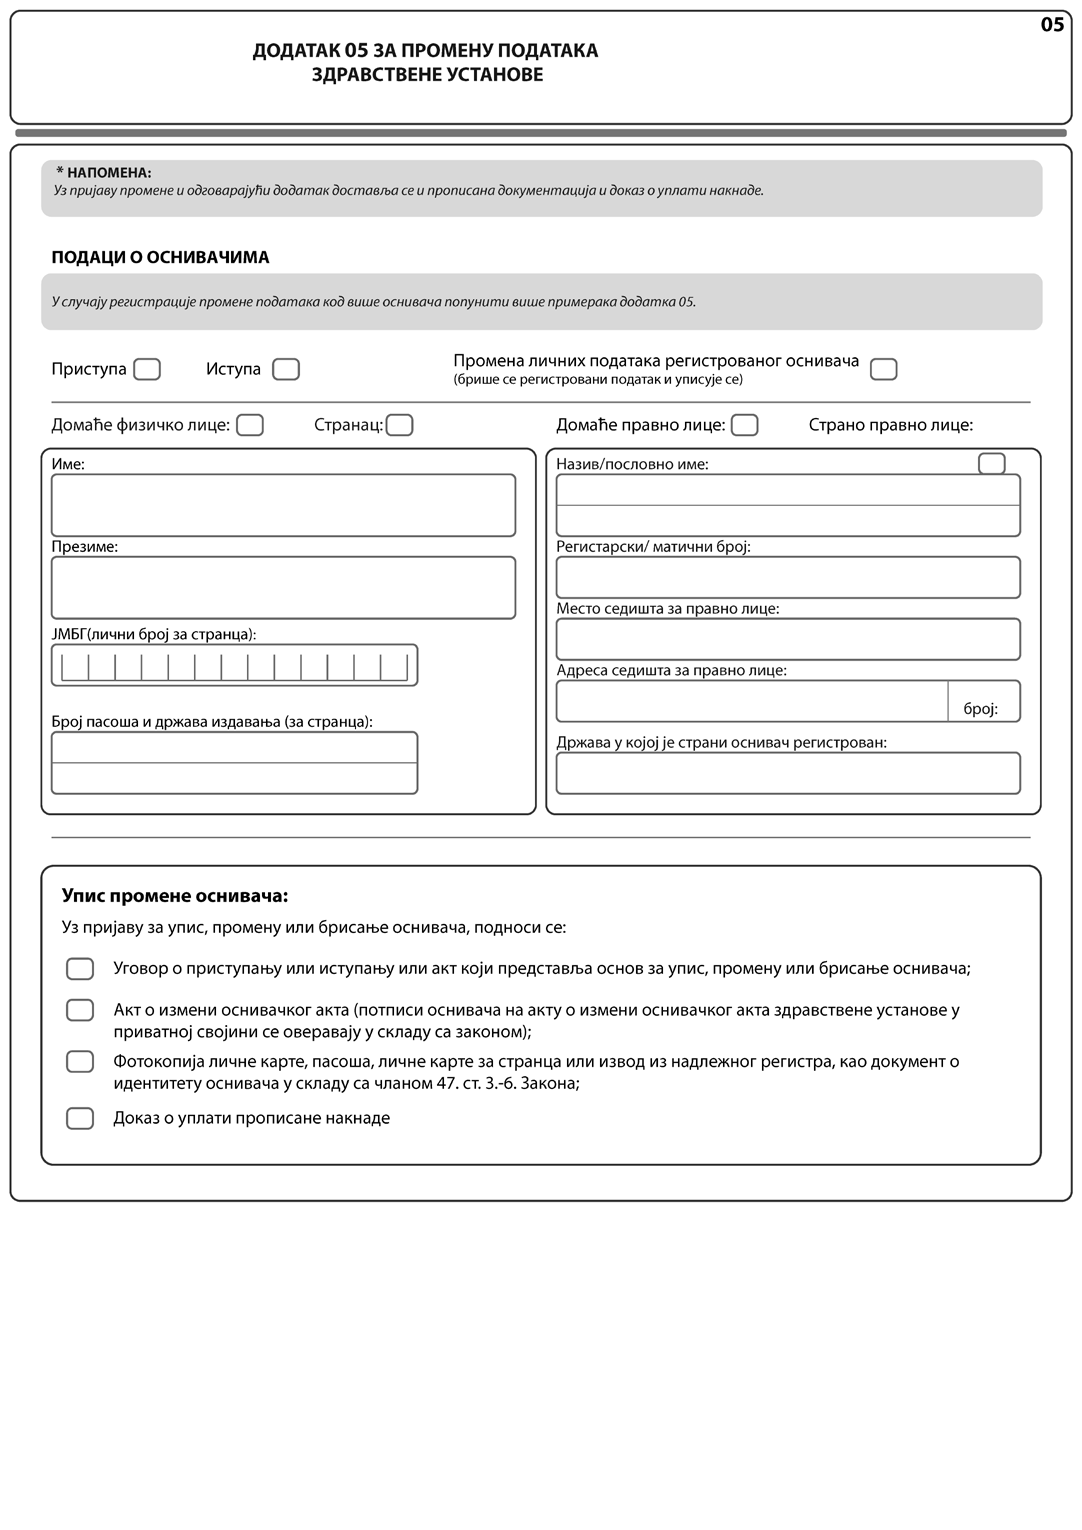 05
ДОДАТАК 05 ЗА ПРОМЕНУ ПОДАТАКА
ЗДРАВСТВЕНЕ УСТАНОВЕ
* НАПОМЕНА:
Уз пријаву промене и одговарајући додатак доставља се и прописана документација и доказ о уплати накнаде.
ПОДАЦИ О ОСНИВАЧИМА
У случају регистрације промене података код више оснивача попунити више примерака додатка 05.
Приступа Иступа Промена личних података регистрованог оснивача
(брише се регистровани податак и уписује се)
Домаће физичко лице: Странац: Домаће правно лице: Страно правно лице:
Име:
Презиме:
ЈМБГ(лични број за странца):
Број пасоша и држава издавања (за странца):
Назив/пословно име:
Регистарски/ матични број:
Место седишта за правно лице:
Адреса седишта за правно лице:
број:
Држава у којој је страни оснивач регистрован:
Упис промене оснивача:
Уз пријаву за упис, промену или брисање оснивача, подноси се:
Уговор о приступању или иступању или акт који представља основ за упис, промену или брисање оснивача;
Акт о измени оснивачког акта (потписи оснивача на акту о измени оснивачког акта здравствене установе у
приватној својини се оверавају у складу са законом);
Фотокопија личне карте, пасоша, личне карте за странца или извод из надлежног регистра, као документ о
идентитету оснивача у складу са чланом 47. ст. 3.-6. Закона;
Доказ о уплати прописане накнаде